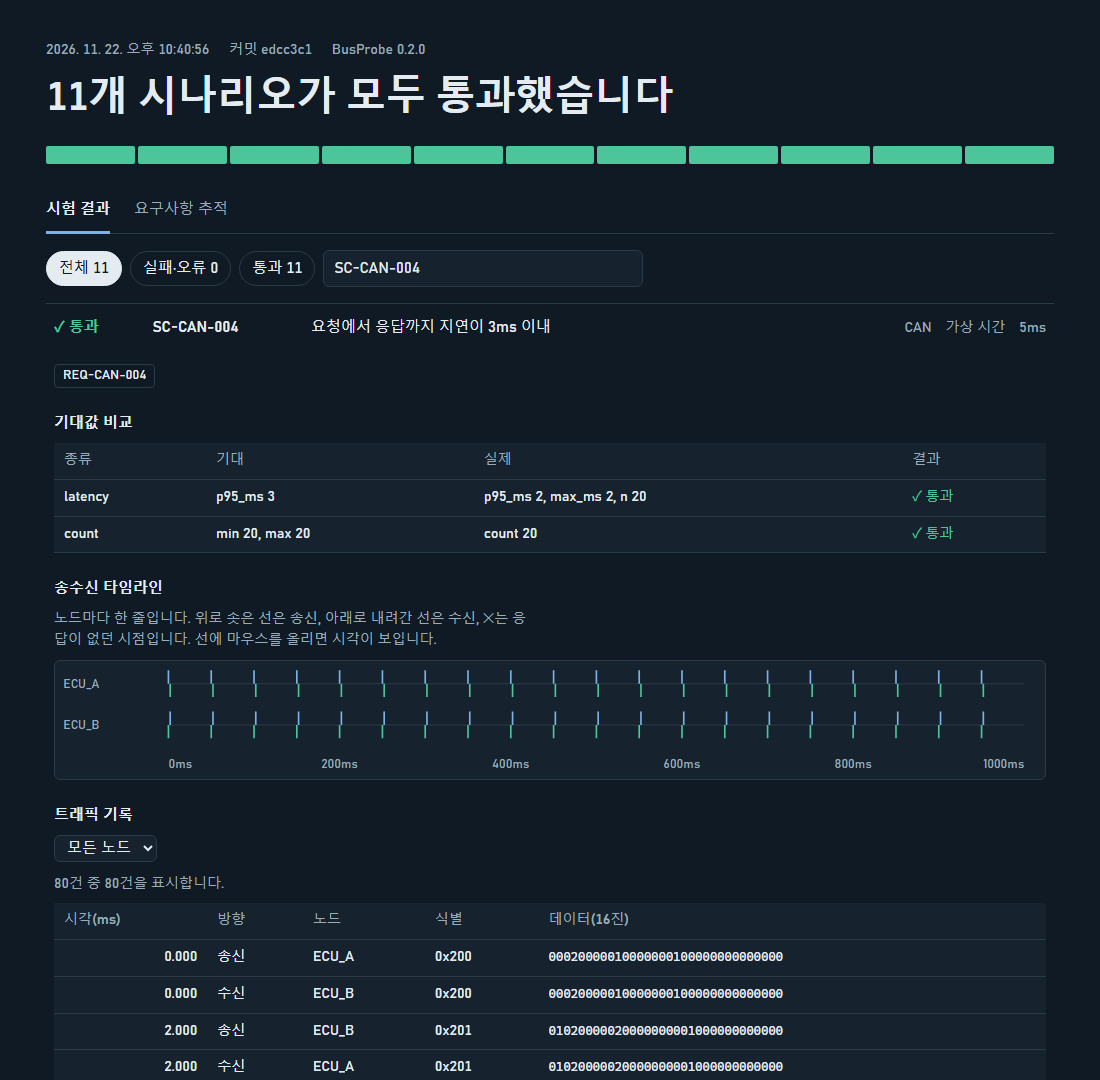 2026. 11. 22. 오후 10:40:56 커밋 edcc3c1 BusProbe 0.2.0
11개 시나리오가 모두 통과했습니다
시험 결과 요구사항 추적
전체 11 실패·오류 0 통과 11 SC-CAN-004
✓ 통과 SC-CAN-004 요청에서 응답까지 지연이 3ms 이내 CAN 가상 시간 5ms
REQ-CAN-004
기대값 비교
종류 기대 실제 결과
latency p95_ms 3 p95_ms 2, max_ms 2, n 20 ✓ 통과
count min 20, max 20 count 20 ✓ 통과
송수신 타임라인
노드마다 한 줄입니다. 위로 솟은 선은 송신, 아래로 내려간 선은 수신, ×는 응
답이 없던 시점입니다. 선에 마우스를 올리면 시각이 보입니다.
ECU_A
ECU_B
0ms 200ms 400ms 600ms 800ms 1000ms
트래픽 기록
모든 노드
80건 중 80건을 표시합니다.
시각(ms) 방향 노드 식별 데이터(16진)
0.000 송신 ECU_A 0x200
0.000 수신 ECU_B 0x200
2.000 송신 ECU_B 0x201
2.000 수신 ECU_A 0x201